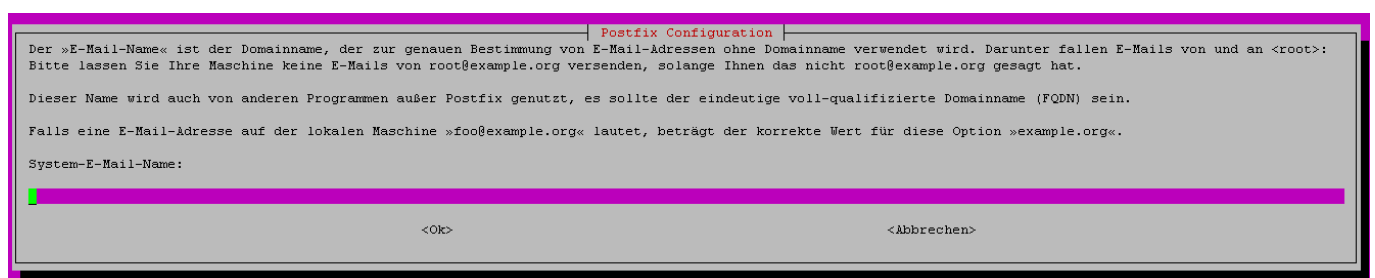 Postfix Configuration
Der »E-Mail-Name« ist der Domainname, der zur genauen Bestimmung von E-Mail-Adressen ohne Domainname verwendet wird. Darunter fallen E-Mails von und an <root>:
Bitte lassen Sie Ihre Maschine keine E-Mails von root@example.org versenden, solange Ihnen das nicht root@example.org gesagt hat.
Dieser Name wird auch von anderen Programmen außer Postfix genutzt, es sollte der eindeutige voll-qualifizierte Domainname (FQDN) sein.
Falls eine E-Mail-Adresse auf der lokalen Maschine »foo@example.org« lautet, beträgt der korrekte Wert für diese Option »example.org«.
System-E-Mail-Name:
<Ok> <Abbrechen>